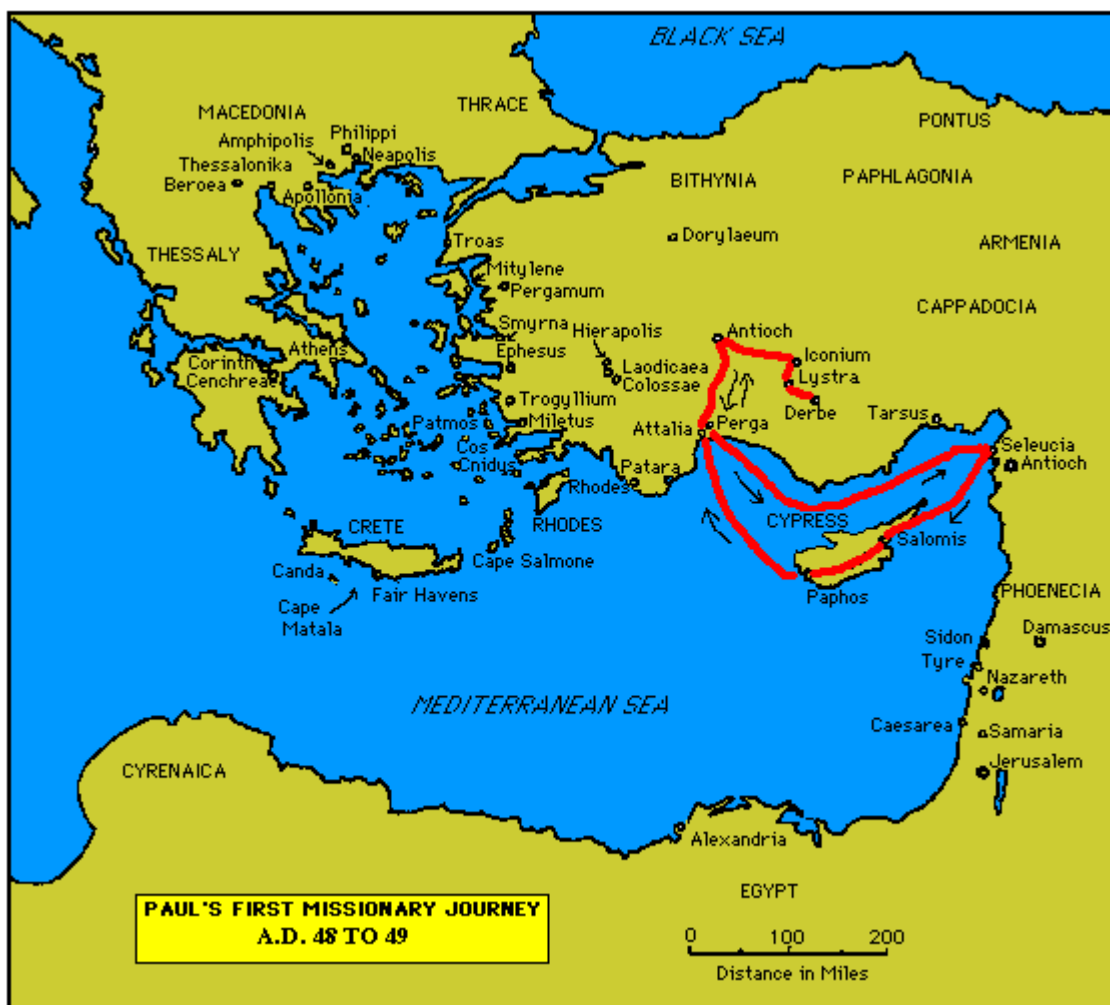 BLACK SEA
THRACE
MACEDONIA
PONTUS
Philippi
Amphipolis
Neapolis
Thessalonika
Beroea
Apollonia
BITHYNIA
PAPHLAGONIA
Dorylaeum
ARMENIA
THESSALY
Troas
Mitylene
Pergamum
CAPPADOCIA
Smyrna
Hierapolis
Antioch
Athens
Ephesus
Iconium
Corinth
Laodicaea
Lystra
Cenchreae
Colossae
Trogyllium
Derbe
Tarsus
Patmos
Miletus
Attalia
Perga
Cos
Seleucia
Cnidus
Patara
Antioch
Rhodes
CRETE
RHODES
CYPRESS
Salomis
Cape Salmone
Canda
Fair Havens
Paphos
PHOENECIA
Cape
Matala
Sidon
Damascus
Tyre
Nazareth
MEDITERRANEAN SEA
Caesarea
Samaria
Jerusalem
CYRENAICA
Alexandria
EGYPT
PAUL'S FIRST MISSIONARY JOURNEY
A.D. 48 TO 49
0 100 200
Distance in Miles